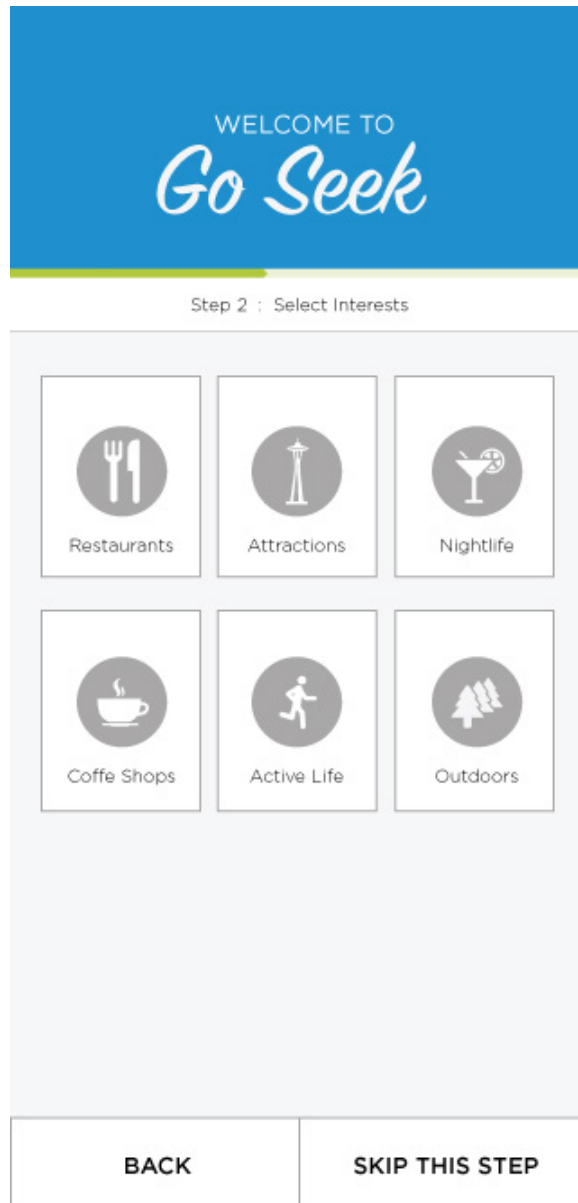 WELCOME TO
Go Seek
Step 2 : Select Interests
Restaurants
Attractions
Nightlife
Coffe Shops
Active Life
Outdoors
BACK
SKIP THIS STEP